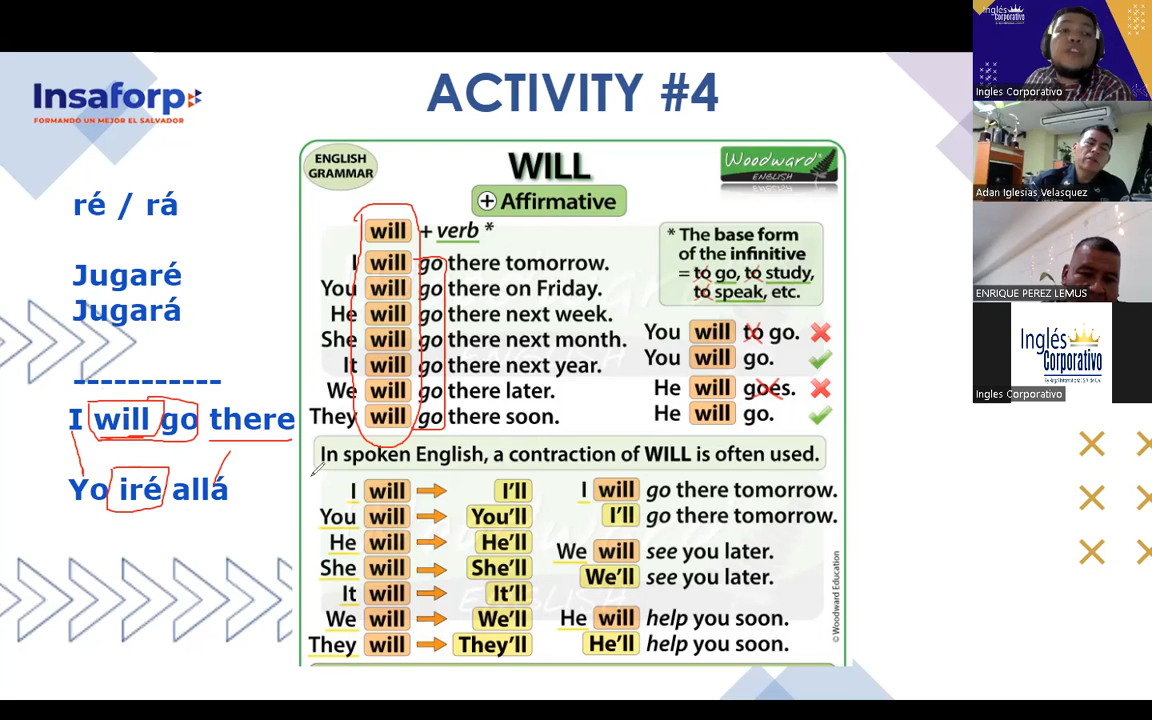 Insaforp
FORMANDO UN MEJOR EL SALVADOR
ACTIVITY #4
ré / rá
Jugaré
Jugará
-----------
I will go there
Yo iré allá
ENGLISH
GRAMMAR
WILL
+ Affirmative
Woodward
ENGLISH
will + verb *
I will go there tomorrow.
You will go there on Friday.
He will go there next week.
She will go there next month.
It will go there next year.
We will go there later.
They will go there soon.
* The base form
of the infinitive
= to go, to study,
to speak, etc.
You will to go.
You will go.
He will goes.
He will go.
In spoken English, a contraction of WILL is often used.
I will I'll
You will You'll
He will He'll
She will She'll
It will It'll
We will We'll
They will They'll
I will go there tomorrow.
I'll go there tomorrow.
We will see you later.
We'll see you later.
He will help you soon.
He'll help you soon.
© Woodward Education
Inglés
Corporativo
Ingles Corporativo
Adan Iglesias Velasquez
ENRIQUE PEREZ LEMUS
Inglés
Corporativo
Ingles Corporativo